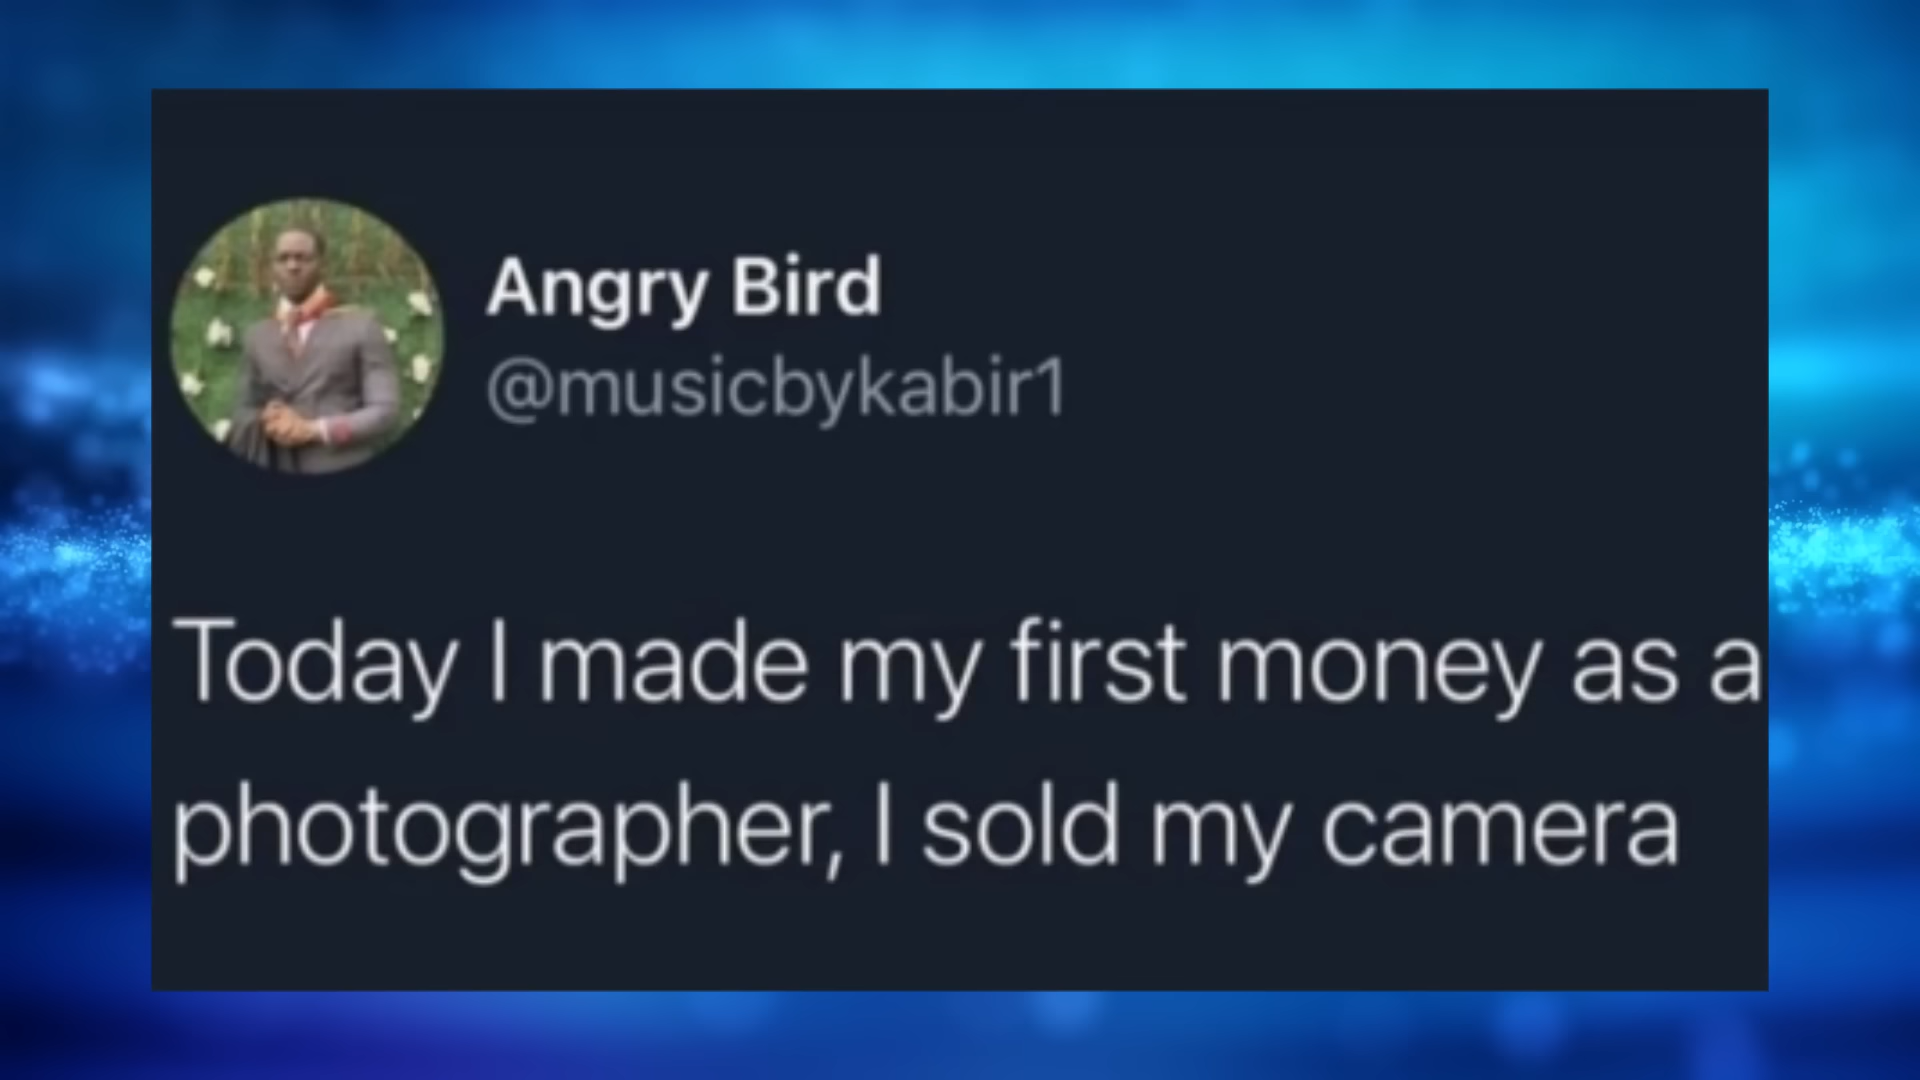 Angry Bird
@musicbykabir1
Today I made my first money as a
photographer, I sold my camera